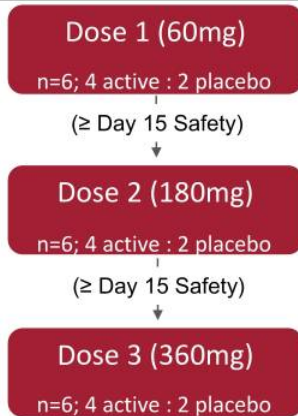 Dose 1 (60mg)
n=6; 4 active : 2 placebo
(≥ Day 15 Safety)
Dose 2 (180mg)
n=6; 4 active : 2 placebo
(≥ Day 15 Safety)
Dose 3 (360mg)
n=6; 4 active : 2 placebo